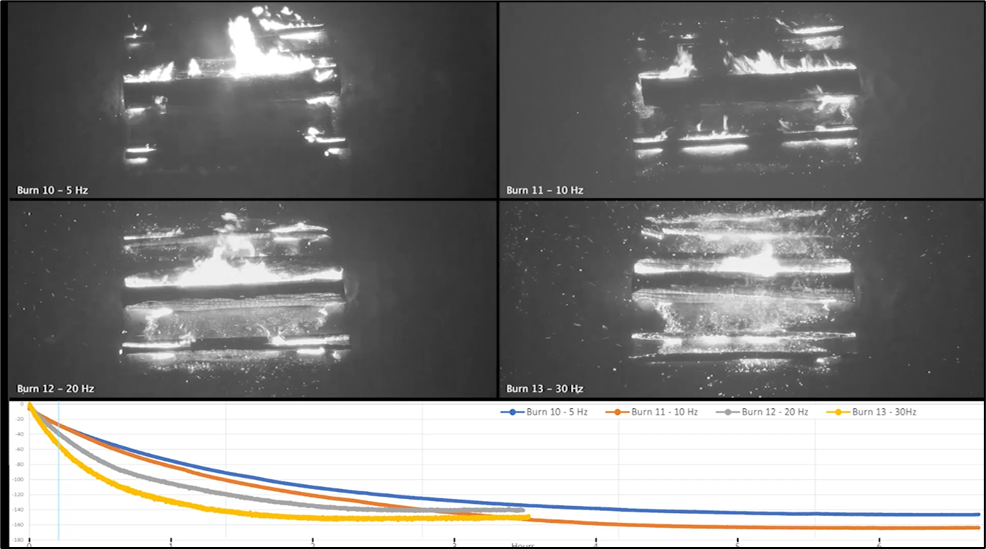 Burn 10 – 5 Hz
Burn 11 – 10 Hz
Burn 12 – 20 Hz
Burn 13 – 30 Hz
Burn 10 - 5 Hz Burn 11 - 10 Hz Burn 12 - 20 Hz Burn 13 - 30Hz
0
-20
-40
-60
-80
-100
-120
-140
-160
-180
0 1 2 3 4 5 6
Hours